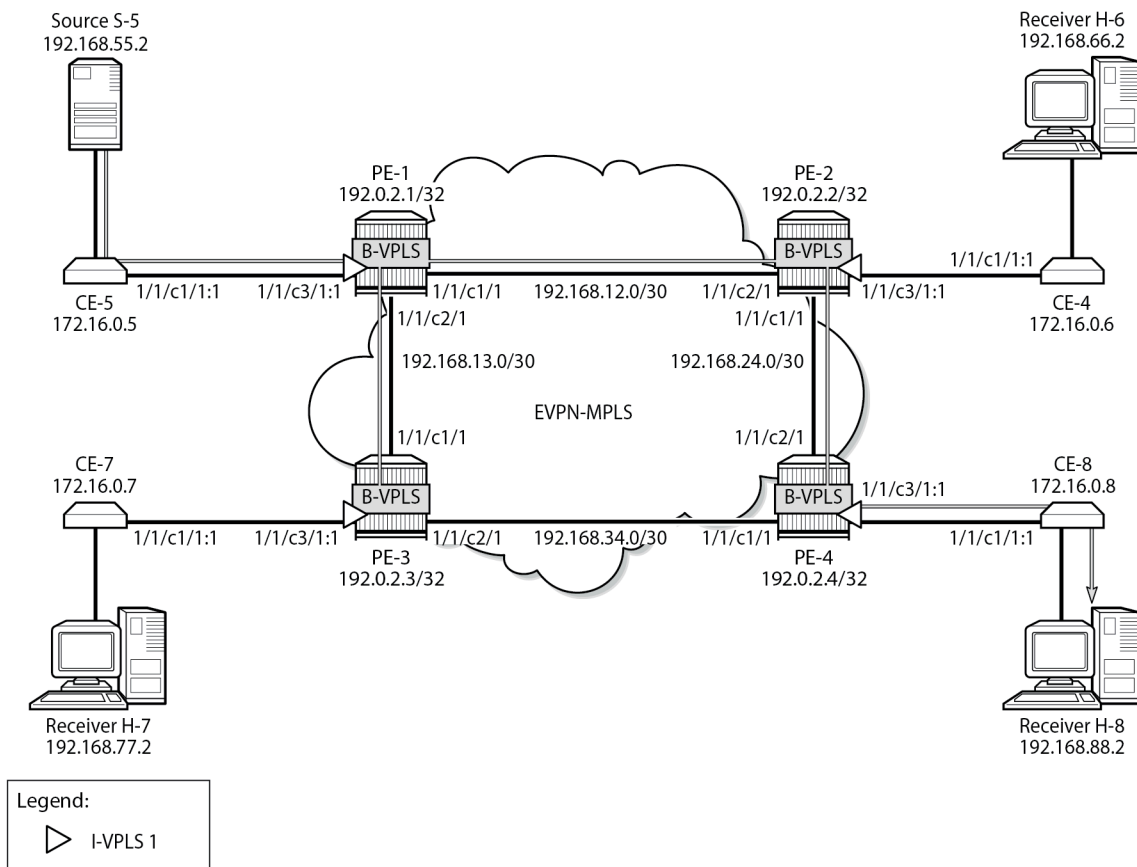 Source S-5
192.168.55.2
Receiver H-6
192.168.66.2
PE-1
192.0.2.1/32
PE-2
192.0.2.2/32
B-VPLS
B-VPLS
1/1/c1/1:1
1/1/c3/1:1
1/1/c1/1
192.168.12.0/30
1/1/c2/1
1/1/c3/1:1
1/1/c1/1:1
CE-5
172.16.0.5
CE-4
172.16.0.6
1/1/c2/1
1/1/c1/1
192.168.13.0/30
192.168.24.0/30
EVPN-MPLS
1/1/c1/1
1/1/c2/1
CE-7
172.16.0.7
CE-8
172.16.0.8
B-VPLS
B-VPLS
1/1/c3/1:1
1/1/c1/1:1
1/1/c3/1:1
1/1/c2/1
192.168.34.0/30
1/1/c1/1
1/1/c1/1:1
PE-3
192.0.2.3/32
PE-4
192.0.2.4/32
Receiver H-7
192.168.77.2
Receiver H-8
192.168.88.2
Legend:
I-VPLS 1